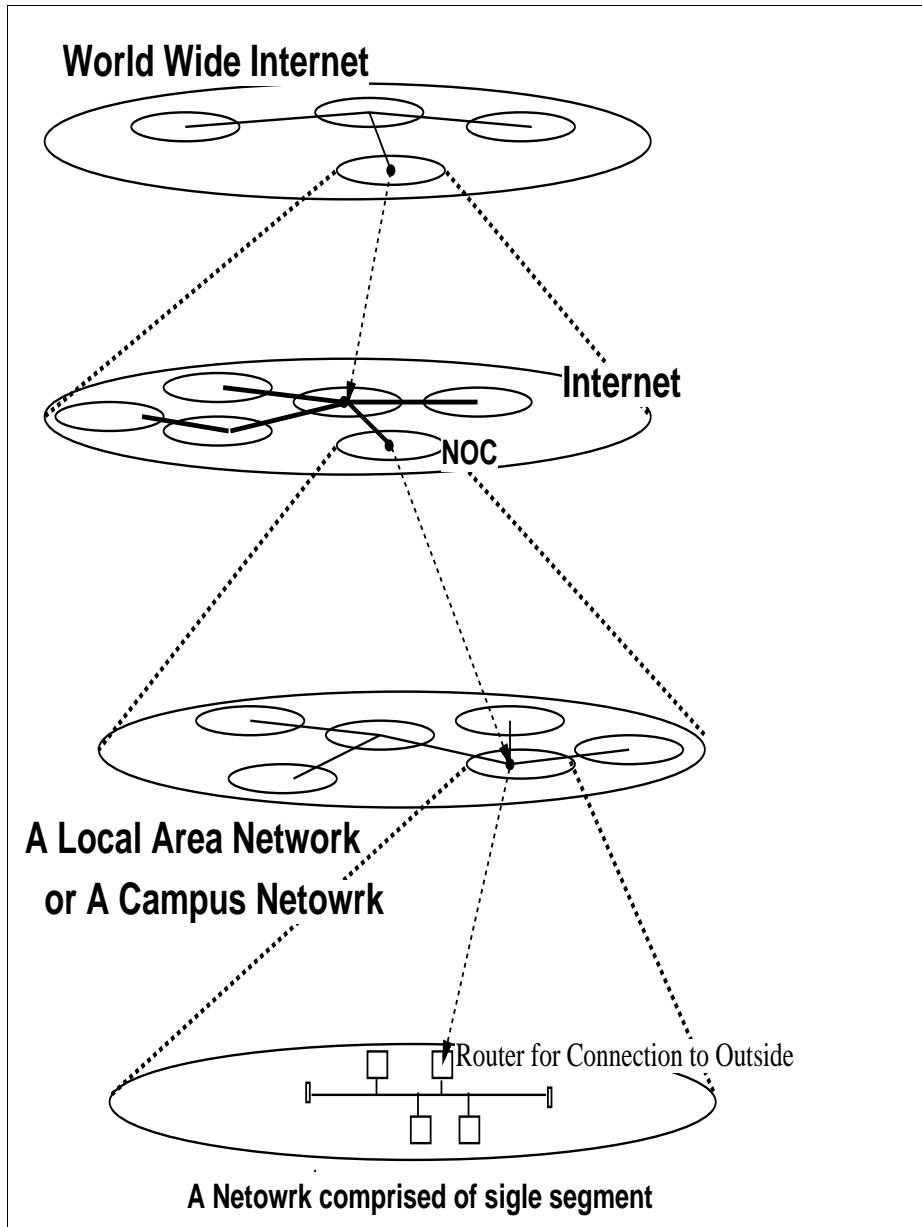 World Wide Internet
Internet
NOC
A Local Area Network
or A Campus Netowrk
Router for Connection to Outside
A Netowrk comprised of sigle segment